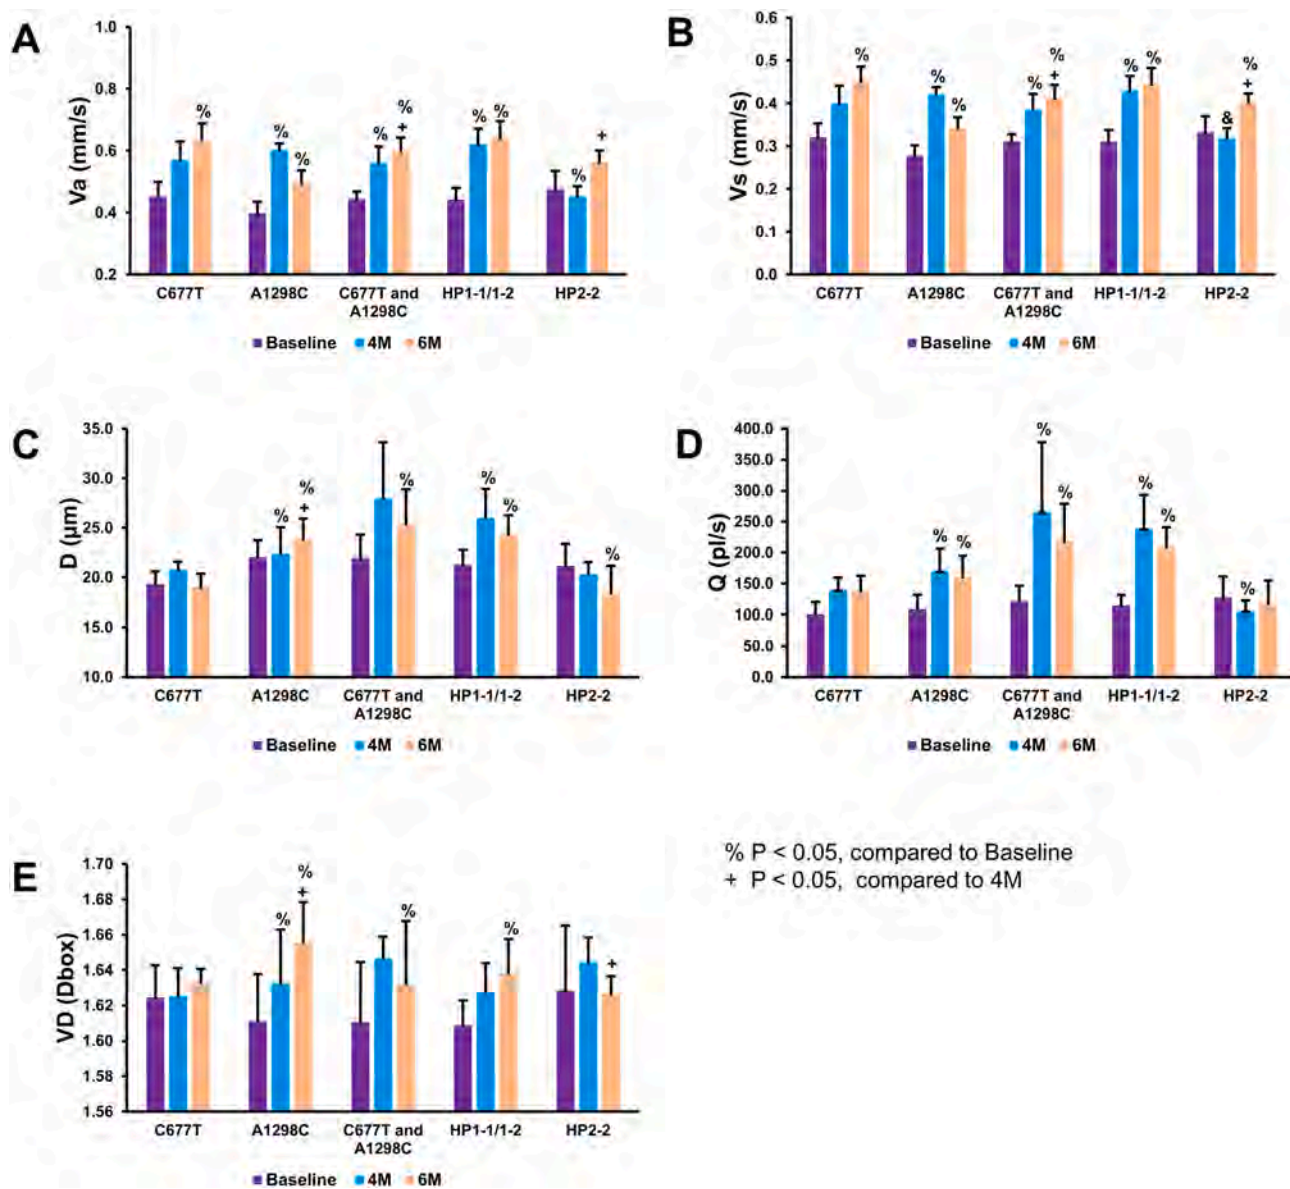 A
Va (mm/s)
1.0
0.8
0.6
0.4
0.2
%
%
%
%
+
%
%
%
%
+
C677T
A1298C
C677T and
A1298C
HP1-1/1-2
HP2-2
Baseline 4M 6M
B
Vs (mm/s)
0.6
0.5
0.4
0.3
0.2
0.1
0.0
%
%
%
%
%
+
%
%
&
%
+
C677T
A1298C
C677T and
A1298C
HP1-1/1-2
HP2-2
Baseline 4M 6M
C
D (μm)
35.0
30.0
25.0
20.0
15.0
10.0
%
%
+
%
%
%
%
C677T
A1298C
C677T and
A1298C
HP1-1/1-2
HP2-2
Baseline 4M 6M
D
Q (pl/s)
400.0
350.0
300.0
250.0
200.0
150.0
100.0
50.0
0.0
%
%
%
%
%
%
%
C677T
A1298C
C677T and
A1298C
HP1-1/1-2
HP2-2
Baseline 4M 6M
E
VD (Dbox)
1.70
1.68
1.66
1.64
1.62
1.60
1.58
1.56
%
%
+
%
%
+
C677T
A1298C
C677T and
A1298C
HP1-1/1-2
HP2-2
Baseline 4M 6M
% P < 0.05, compared to Baseline
+ P < 0.05, compared to 4M